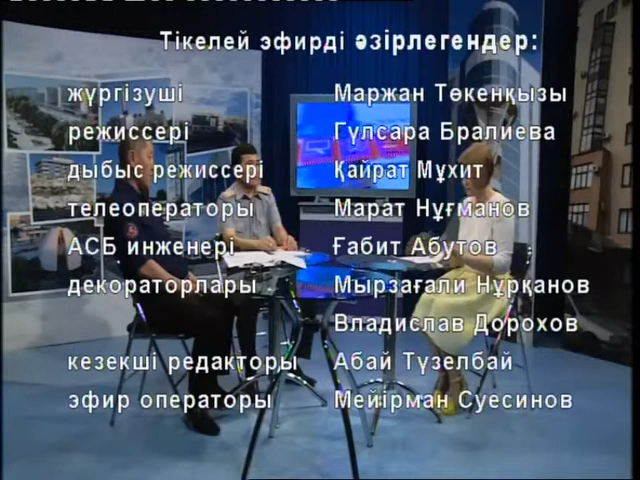 Тікелей эфирді әзірлегендер:
жүргізуші Маржан Төкенқызы
режиссері Гүлсара Бралиева
дыбыс режиссері Қайрат Мұхит
телеоператоры Марат Нұғманов
АСБ инженері Ғабит Абутов
декораторлары Мырзағали Нұрқанов
Владислав Дорохов
кезекші редакторы Абай Түзелбай
эфир операторы Мейірман Суесинов